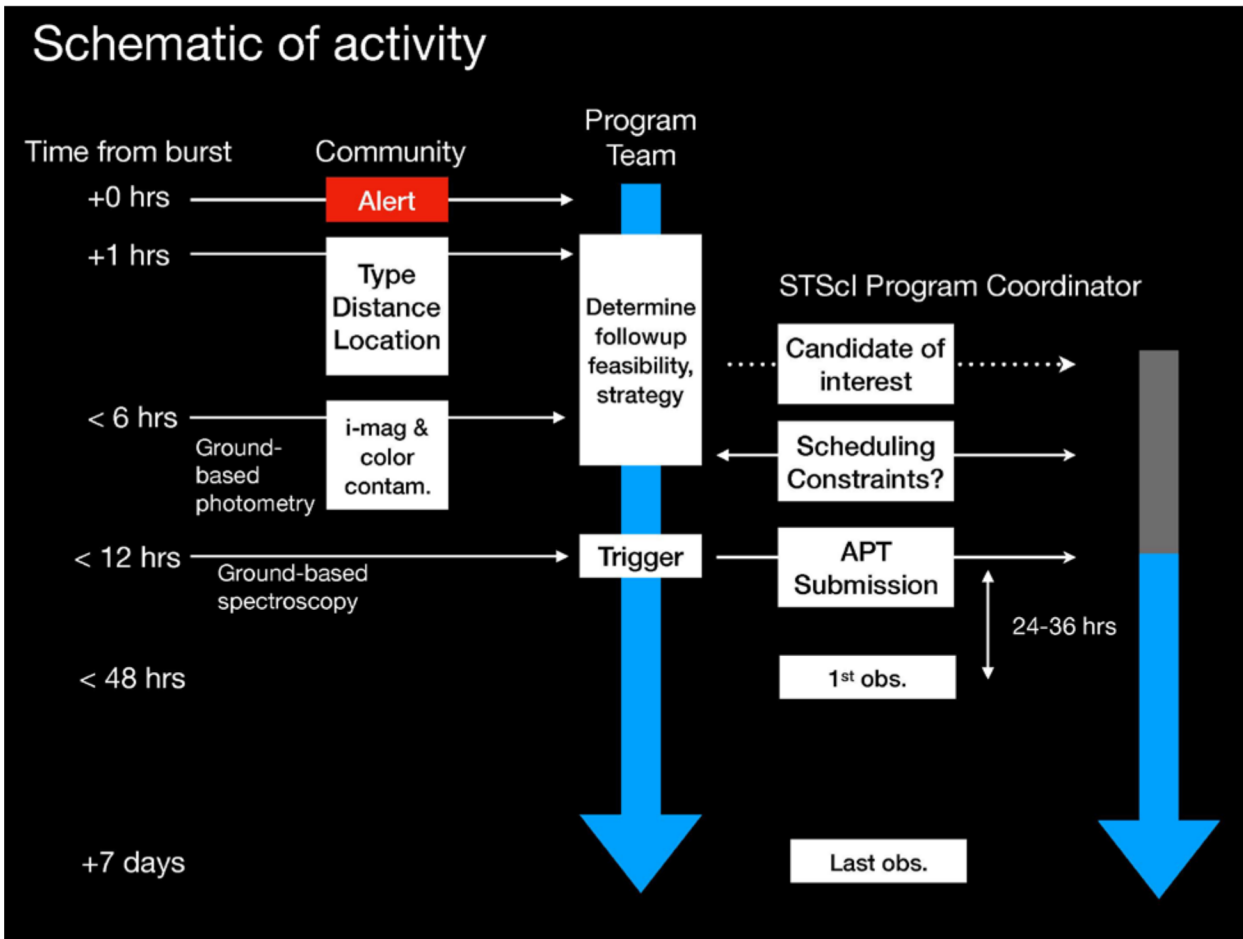 Schematic of activity
Time from burst
Community
Program
Team
+0 hrs
Alert
+1 hrs
Type
Distance
Location
Determine
followup
feasibility,
strategy
STScI Program Coordinator
Candidate of
interest
< 6 hrs
Ground-
based
photometry
i-mag &
color
contam.
Scheduling
Constraints?
< 12 hrs
Ground-based
spectroscopy
Trigger
APT
Submission
24-36 hrs
< 48 hrs
1st obs.
+7 days
Last obs.